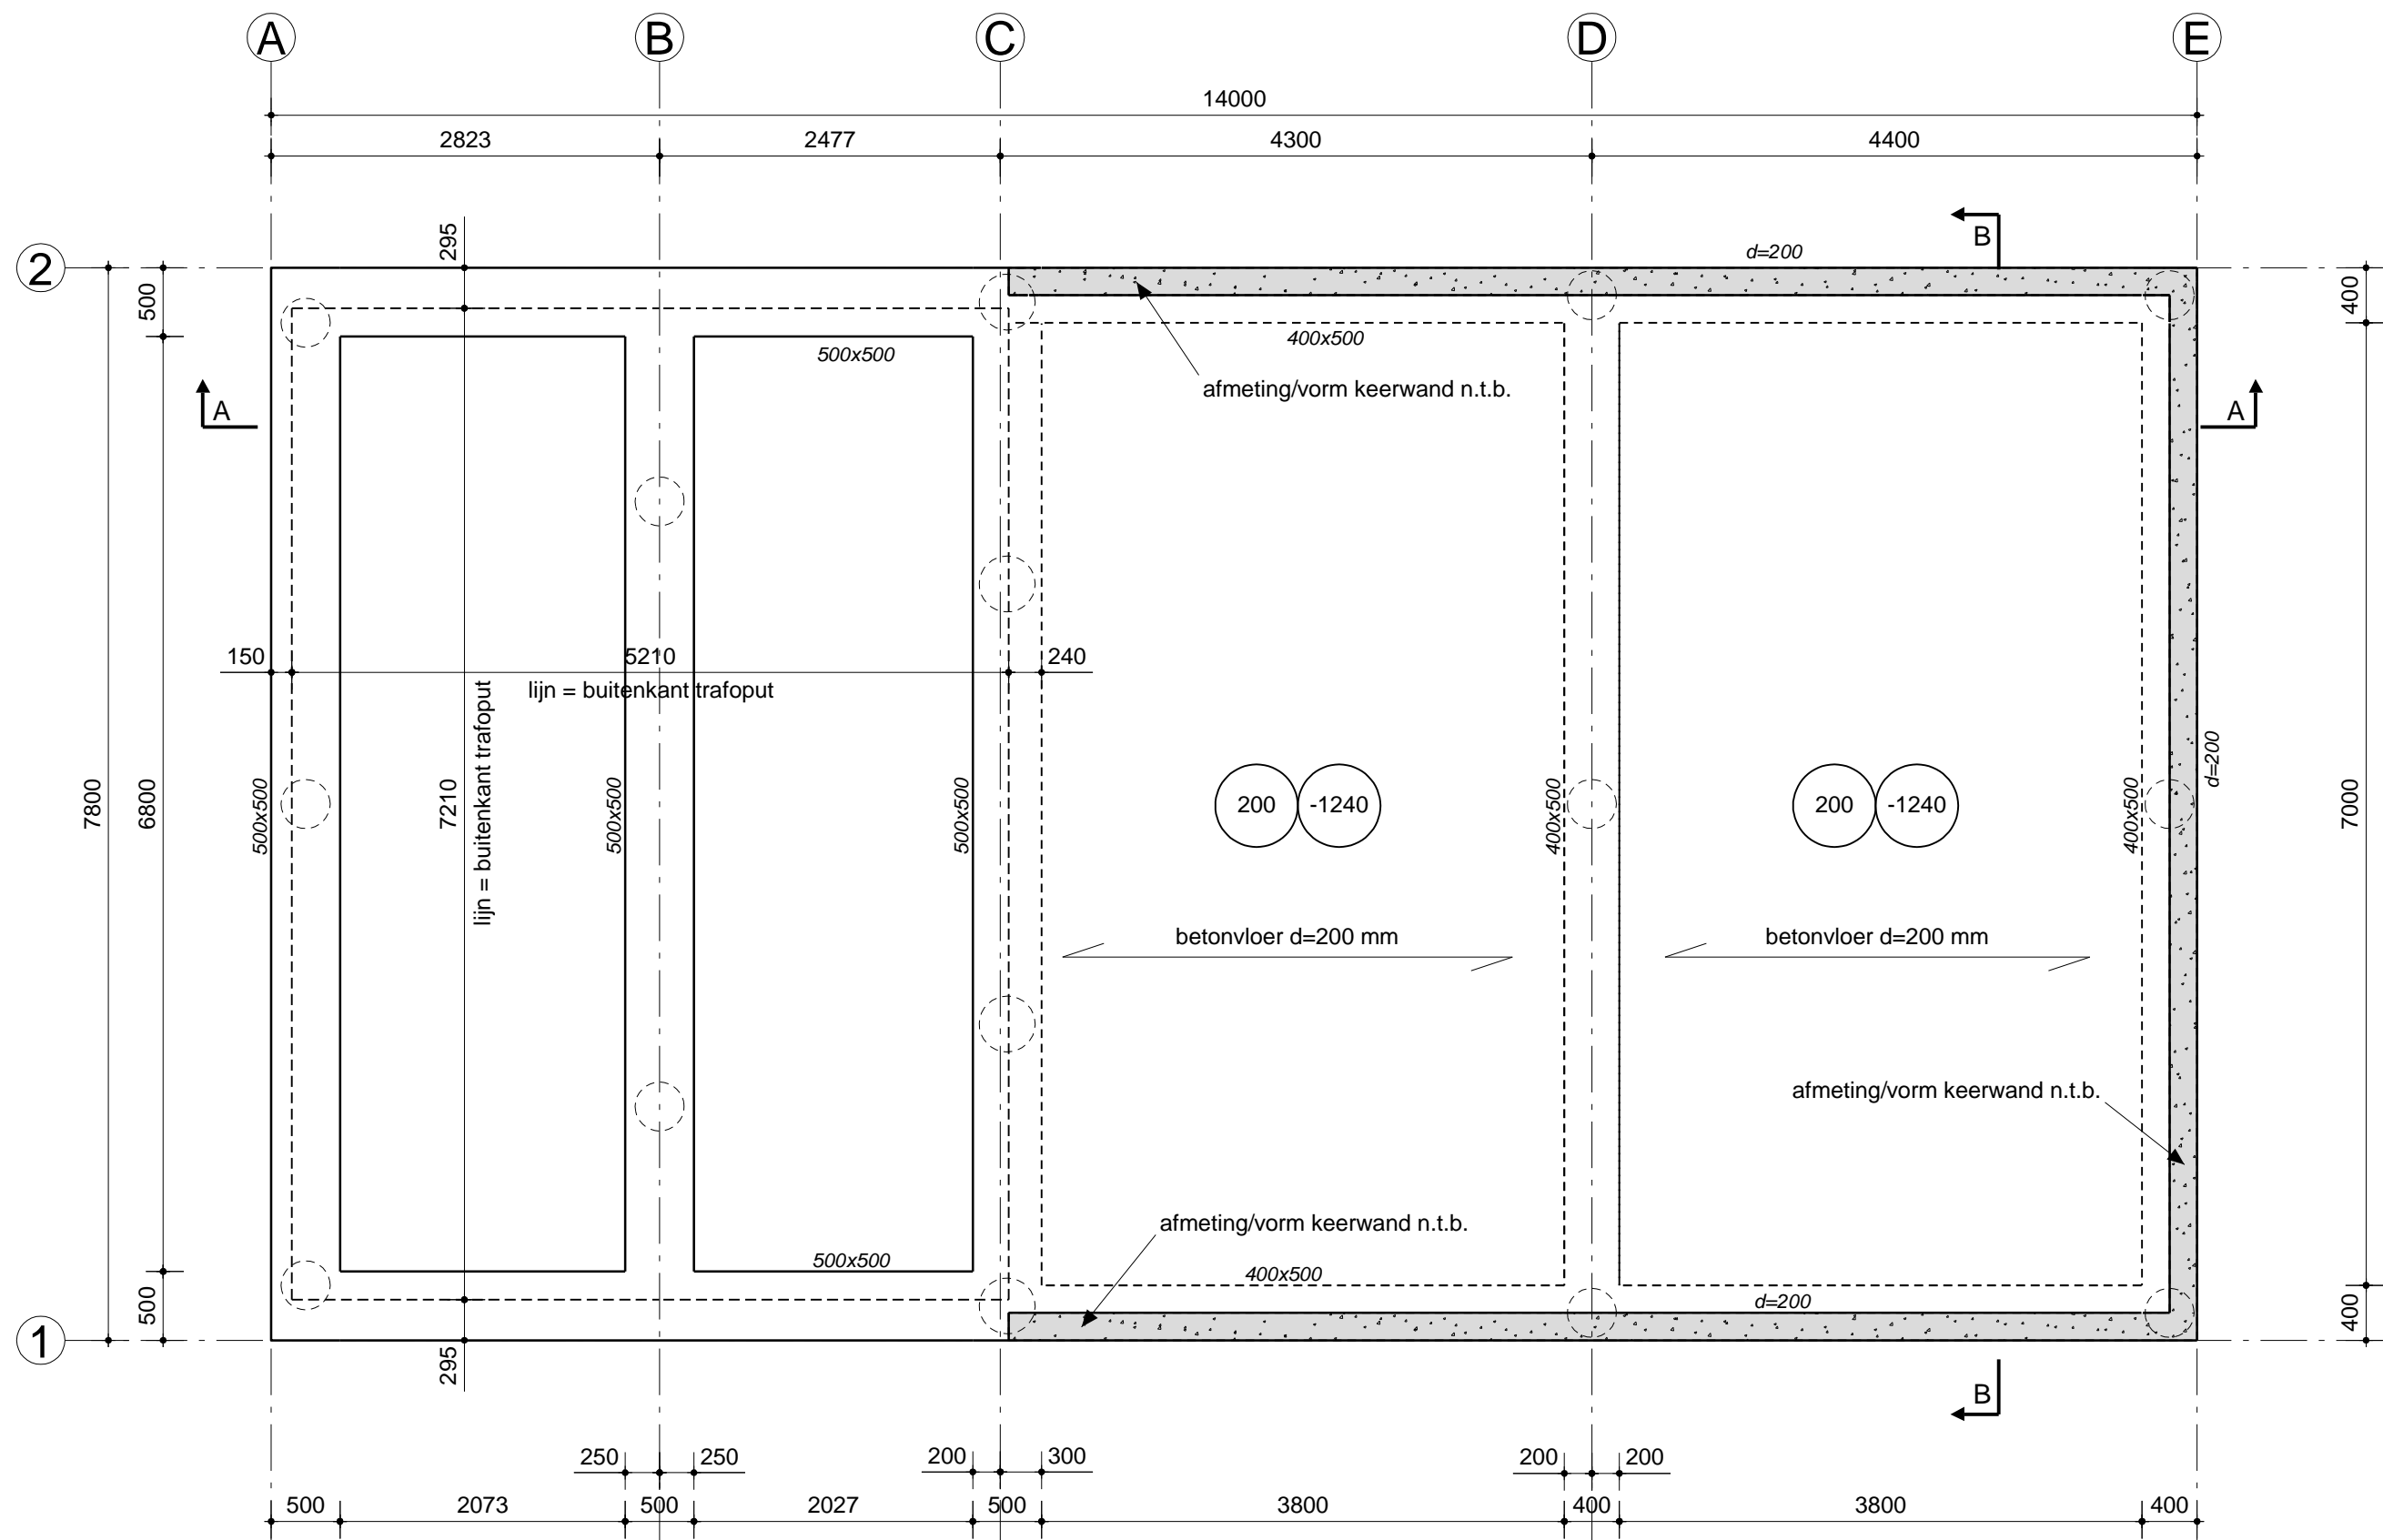 A B C D E
14000
2823 2477 4300 4400
295
B
d=200
2
500
400
500x500
400x500
afmeting/vorm keerwand n.t.b.
A
A
150
5210
240
lijn = buitenkant trafoput
7800
6800
500x500
7210
lijn = buitenkant trafoput
500x500
500x500
200
-1240
400x500
200
-1240
400x500
d=200
7000
betonvloer d=200 mm
betonvloer d=200 mm
afmeting/vorm keerwand n.t.b.
afmeting/vorm keerwand n.t.b.
500x500
400x500
d=200
500
400
1
295
B
250 250 200 300 200 200
500 2073 500 2027 500 3800 400 3800 400